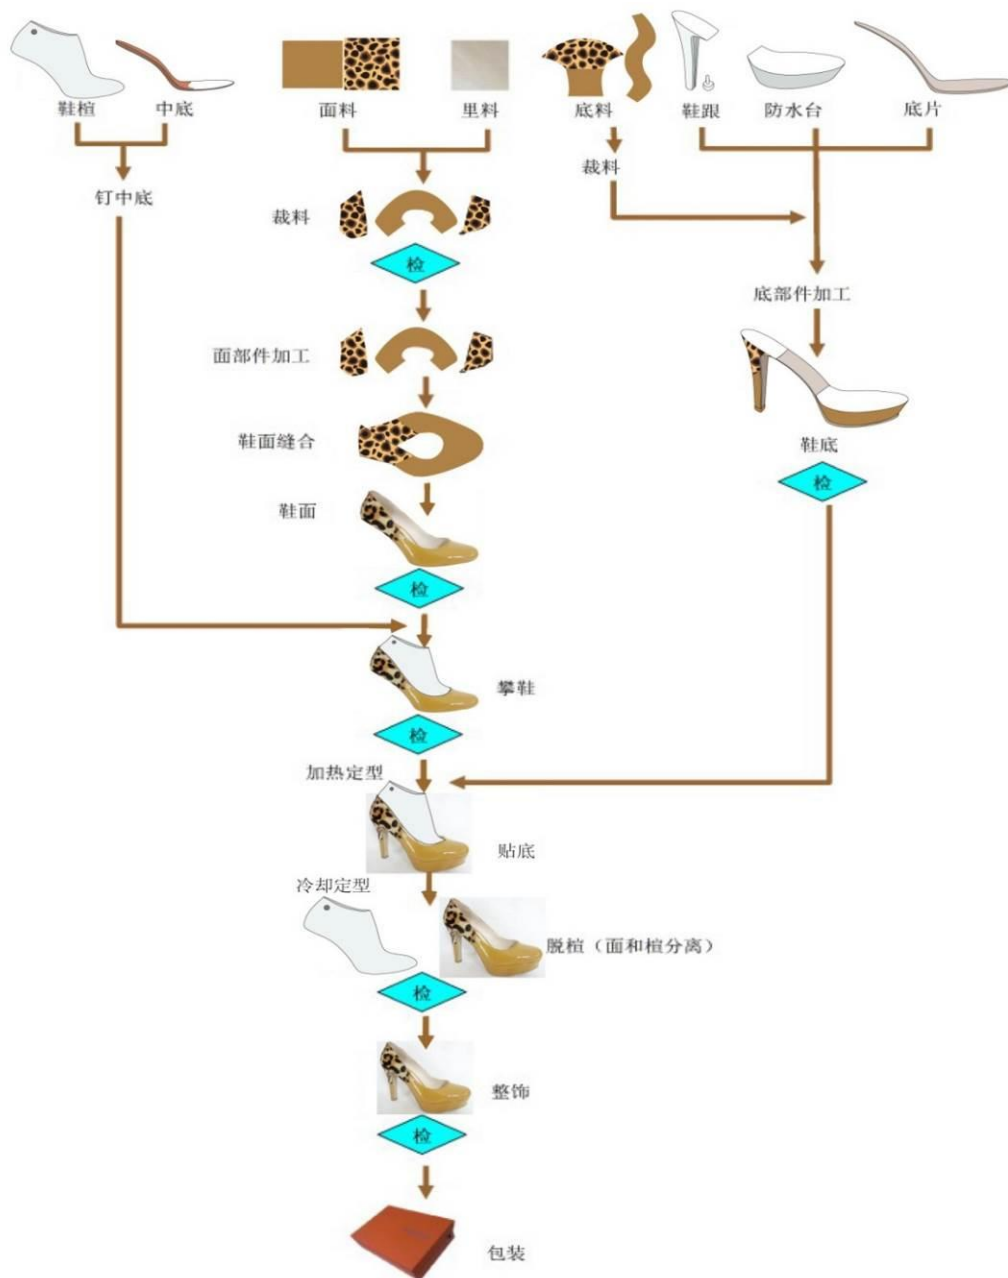 鞋楦
中底
面料
里料
底料
鞋跟
防水台
底片
裁料
钉中底
裁料
检
底部件加工
面部件加工
鞋面缝合
鞋底
检
鞋面
检
攀鞋
检
加热定型
贴底
冷却定型
脱楦（面和楦分离）
检
整饰
检
包装